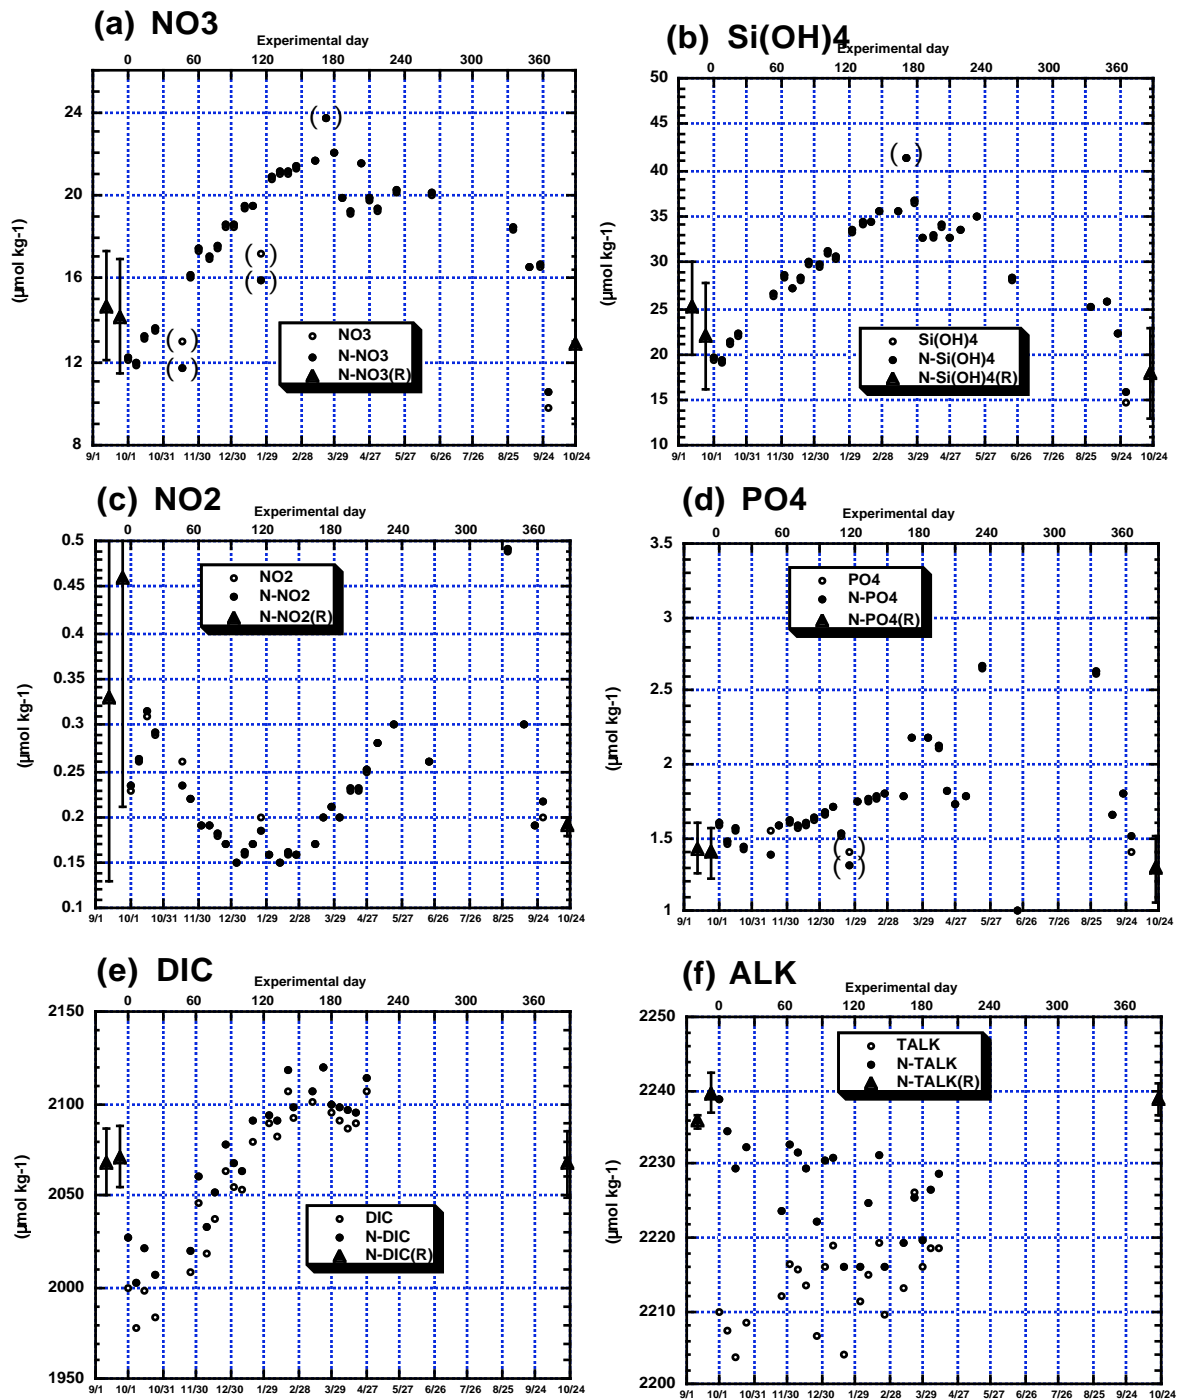 (a) NO3
Experimental day
0 60 120 180 240 300 360
24
20
16
12
8
(µmol kg-1)
( )
( )
( )
( )
( )
NO3
N-NO3
N-NO3(R)
9/1 10/1 10/31 11/30 12/30 1/29 2/28 3/29 4/27 5/27 6/26 7/26 8/25 9/24 10/24
(b) Si(OH)4
Experimental day
0 60 120 180 240 300 360
50
45
40
35
30
25
20
15
10
(µmol kg-1)
( )
Si(OH)4
N-Si(OH)4
N-Si(OH)4(R)
9/1 10/1 10/31 11/30 12/30 1/29 2/28 3/29 4/27 5/27 6/26 7/26 8/25 9/24 10/24
(c) NO2
Experimental day
0 60 120 180 240 300 360
0.5
0.45
0.4
0.35
0.3
0.25
0.2
0.15
0.1
(µmol kg-1)
NO2
N-NO2
N-NO2(R)
9/1 10/1 10/31 11/30 12/30 1/29 2/28 3/29 4/27 5/27 6/26 7/26 8/25 9/24 10/24
(d) PO4
Experimental day
0 60 120 180 240 300 360
3.5
3
2.5
2
1.5
1
(µmol kg-1)
( )
( )
PO4
N-PO4
N-PO4(R)
9/1 10/1 10/31 11/30 12/30 1/29 2/28 3/29 4/27 5/27 6/26 7/26 8/25 9/24 10/24
(e) DIC
Experimental day
0 60 120 180 240 300 360
2150
2100
2050
2000
1950
(µmol kg-1)
DIC
N-DIC
N-DIC(R)
9/1 10/1 10/31 11/30 12/30 1/29 2/28 3/29 4/27 5/27 6/26 7/26 8/25 9/24 10/24
(f) ALK
Experimental day
0 60 120 180 240 300 360
2250
2240
2230
2220
2210
2200
(µmol kg-1)
TALK
N-TALK
N-TALK(R)
9/1 10/1 10/31 11/30 12/30 1/29 2/28 3/29 4/27 5/27 6/26 7/26 8/25 9/24 10/24